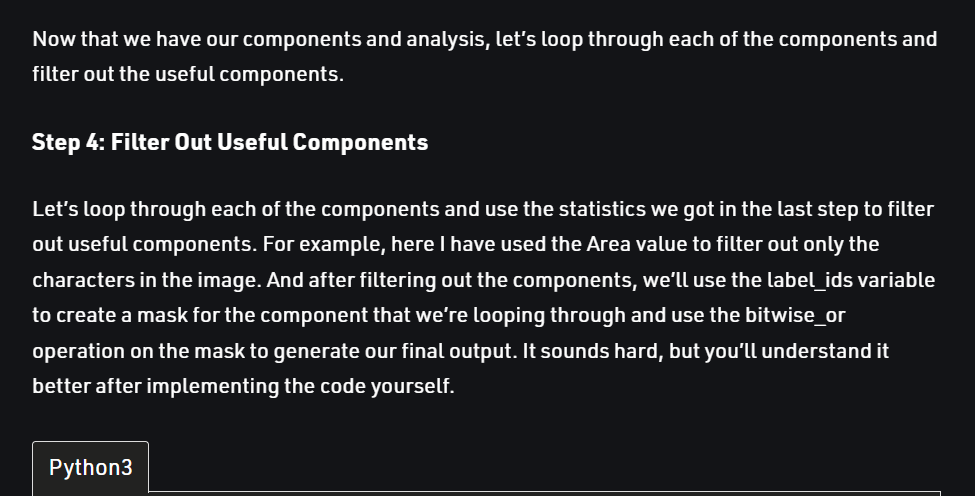 Now that we have our components and analysis, let’s loop through each of the components and
filter out the useful components.
Step 4: Filter Out Useful Components
Let’s loop through each of the components and use the statistics we got in the last step to filter
out useful components. For example, here I have used the Area value to filter out only the
characters in the image. And after filtering out the components, we’ll use the label_ids variable
to create a mask for the component that we’re looping through and use the bitwise_or
operation on the mask to generate our final output. It sounds hard, but you’ll understand it
better after implementing the code yourself.
Python3